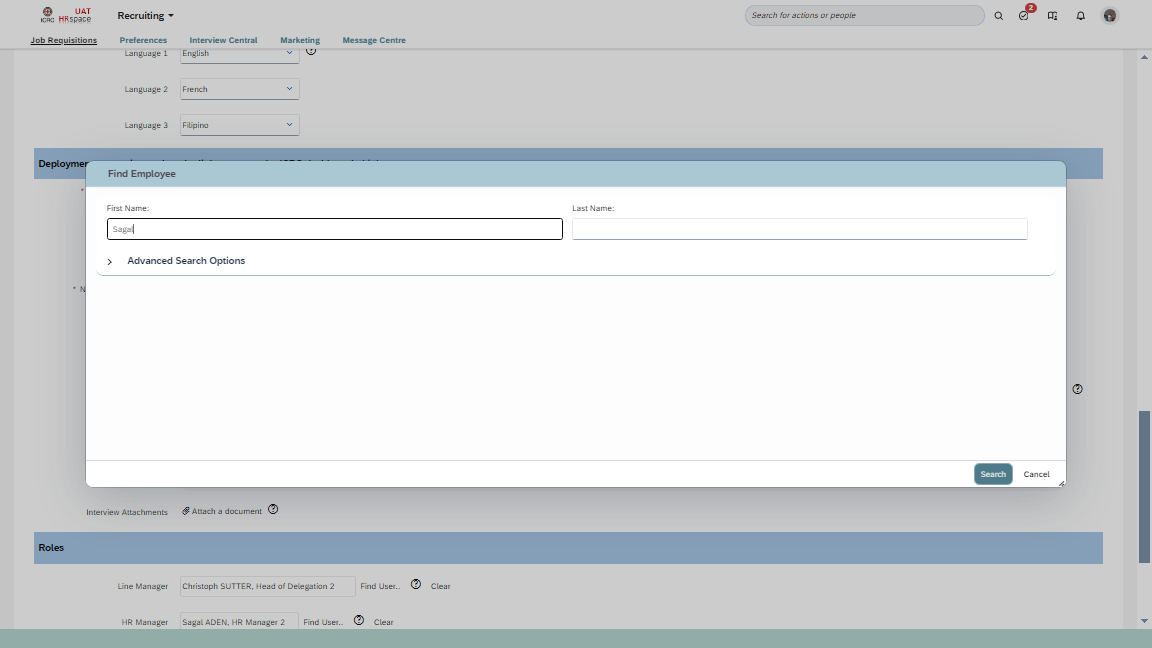 ICRC
UAT
HRspace
Recruiting
Search for actions or people
2
Job Requisitions
Preferences
Interview Central
Marketing
Message Centre
Language 1
English
Language 2
French
Language 3
Filipino
Find Employee
*
First Name:
Last Name:
Sagal
Advanced Search Options
* N
Search
Cancel
Interview Attachments
Attach a document
Roles
Line Manager
Christoph SUTTER, Head of Delegation 2
Find User..
Clear
HR Manager
Sagal ADEN, HR Manager 2
Find User..
Clear